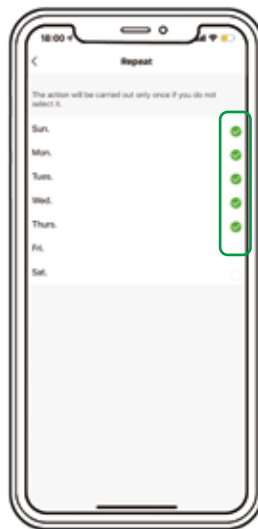 18:00
Repeat
The action will be carried out only once if you do not
select it.
Sun.
Mon.
Tues.
Wed.
Thurs.
Fri.
Sat.